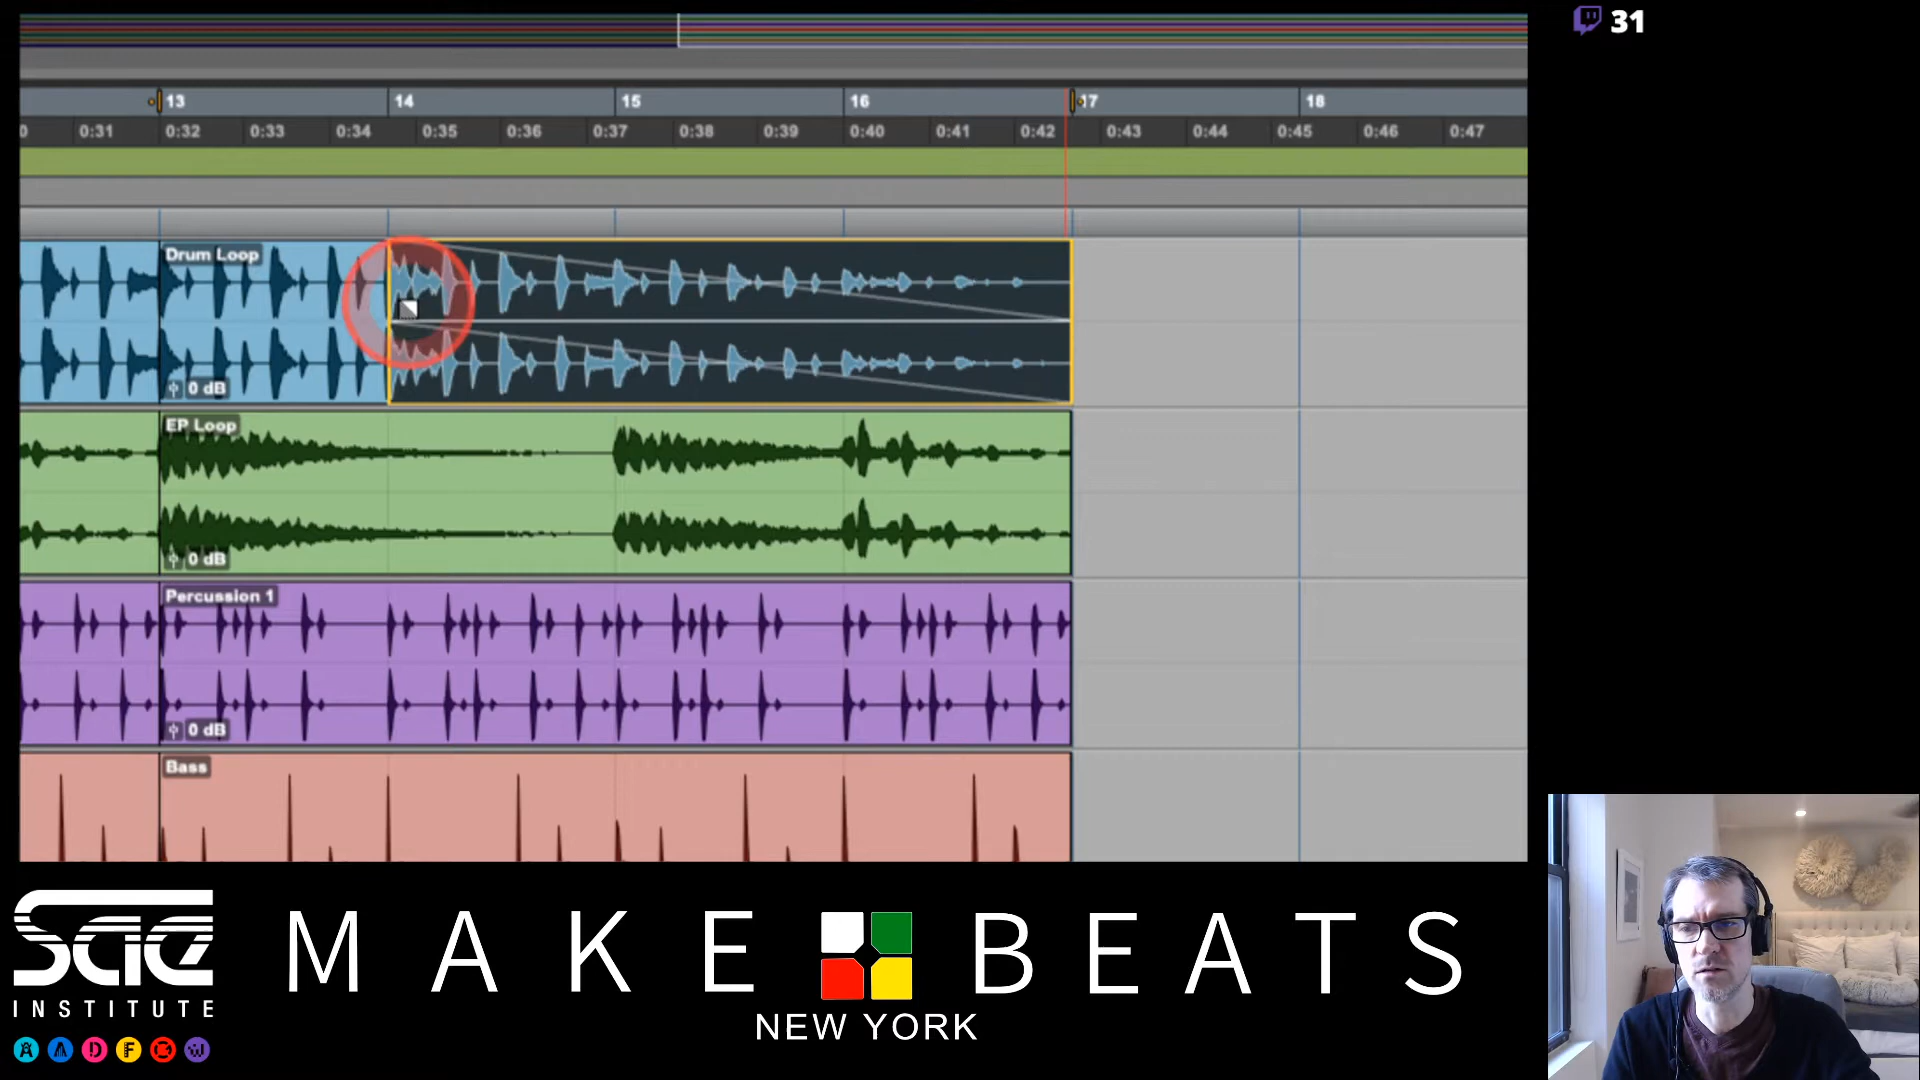 31
13 14 15 16 17 18
0 0:31 0:32 0:33 0:34 0:35 0:36 0:37 0:38 0:39 0:40 0:41 0:42 0:43 0:44 0:45 0:46 0:47
Drum Loop
0 dB
EP Loop
0 dB
Percussion 1
0 dB
Bass
sae
INSTITUTE
A A D F W
MAKE BEATS
NEW YORK